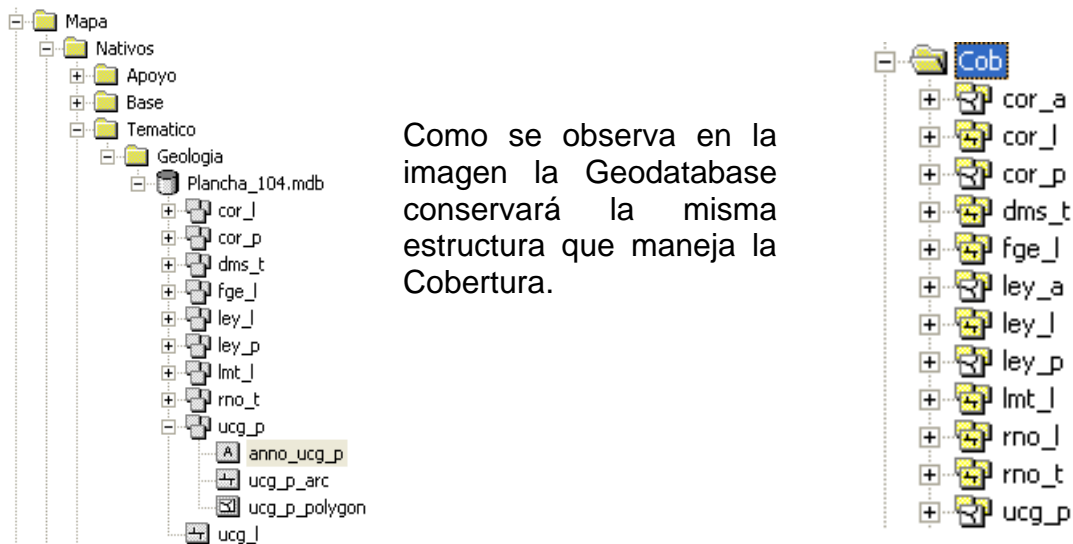 Mapa
Nativos
Apoyo
Base
Tematico
Geologia
Plancha_104.mdb
cor_l
cor_p
dms_t
fge_l
ley_l
ley_p
lmt_l
rno_t
ucg_p
A anno_ucg_p
ucg_p_arc
ucg_p_polygon
ucg_l
Como se observa en la
imagen la Geodatabase
conservará la misma
estructura que maneja la
Cobertura.
Cob
cor_a
cor_l
cor_p
dms_t
fge_l
ley_a
ley_l
ley_p
lmt_l
rno_l
rno_t
ucg_p